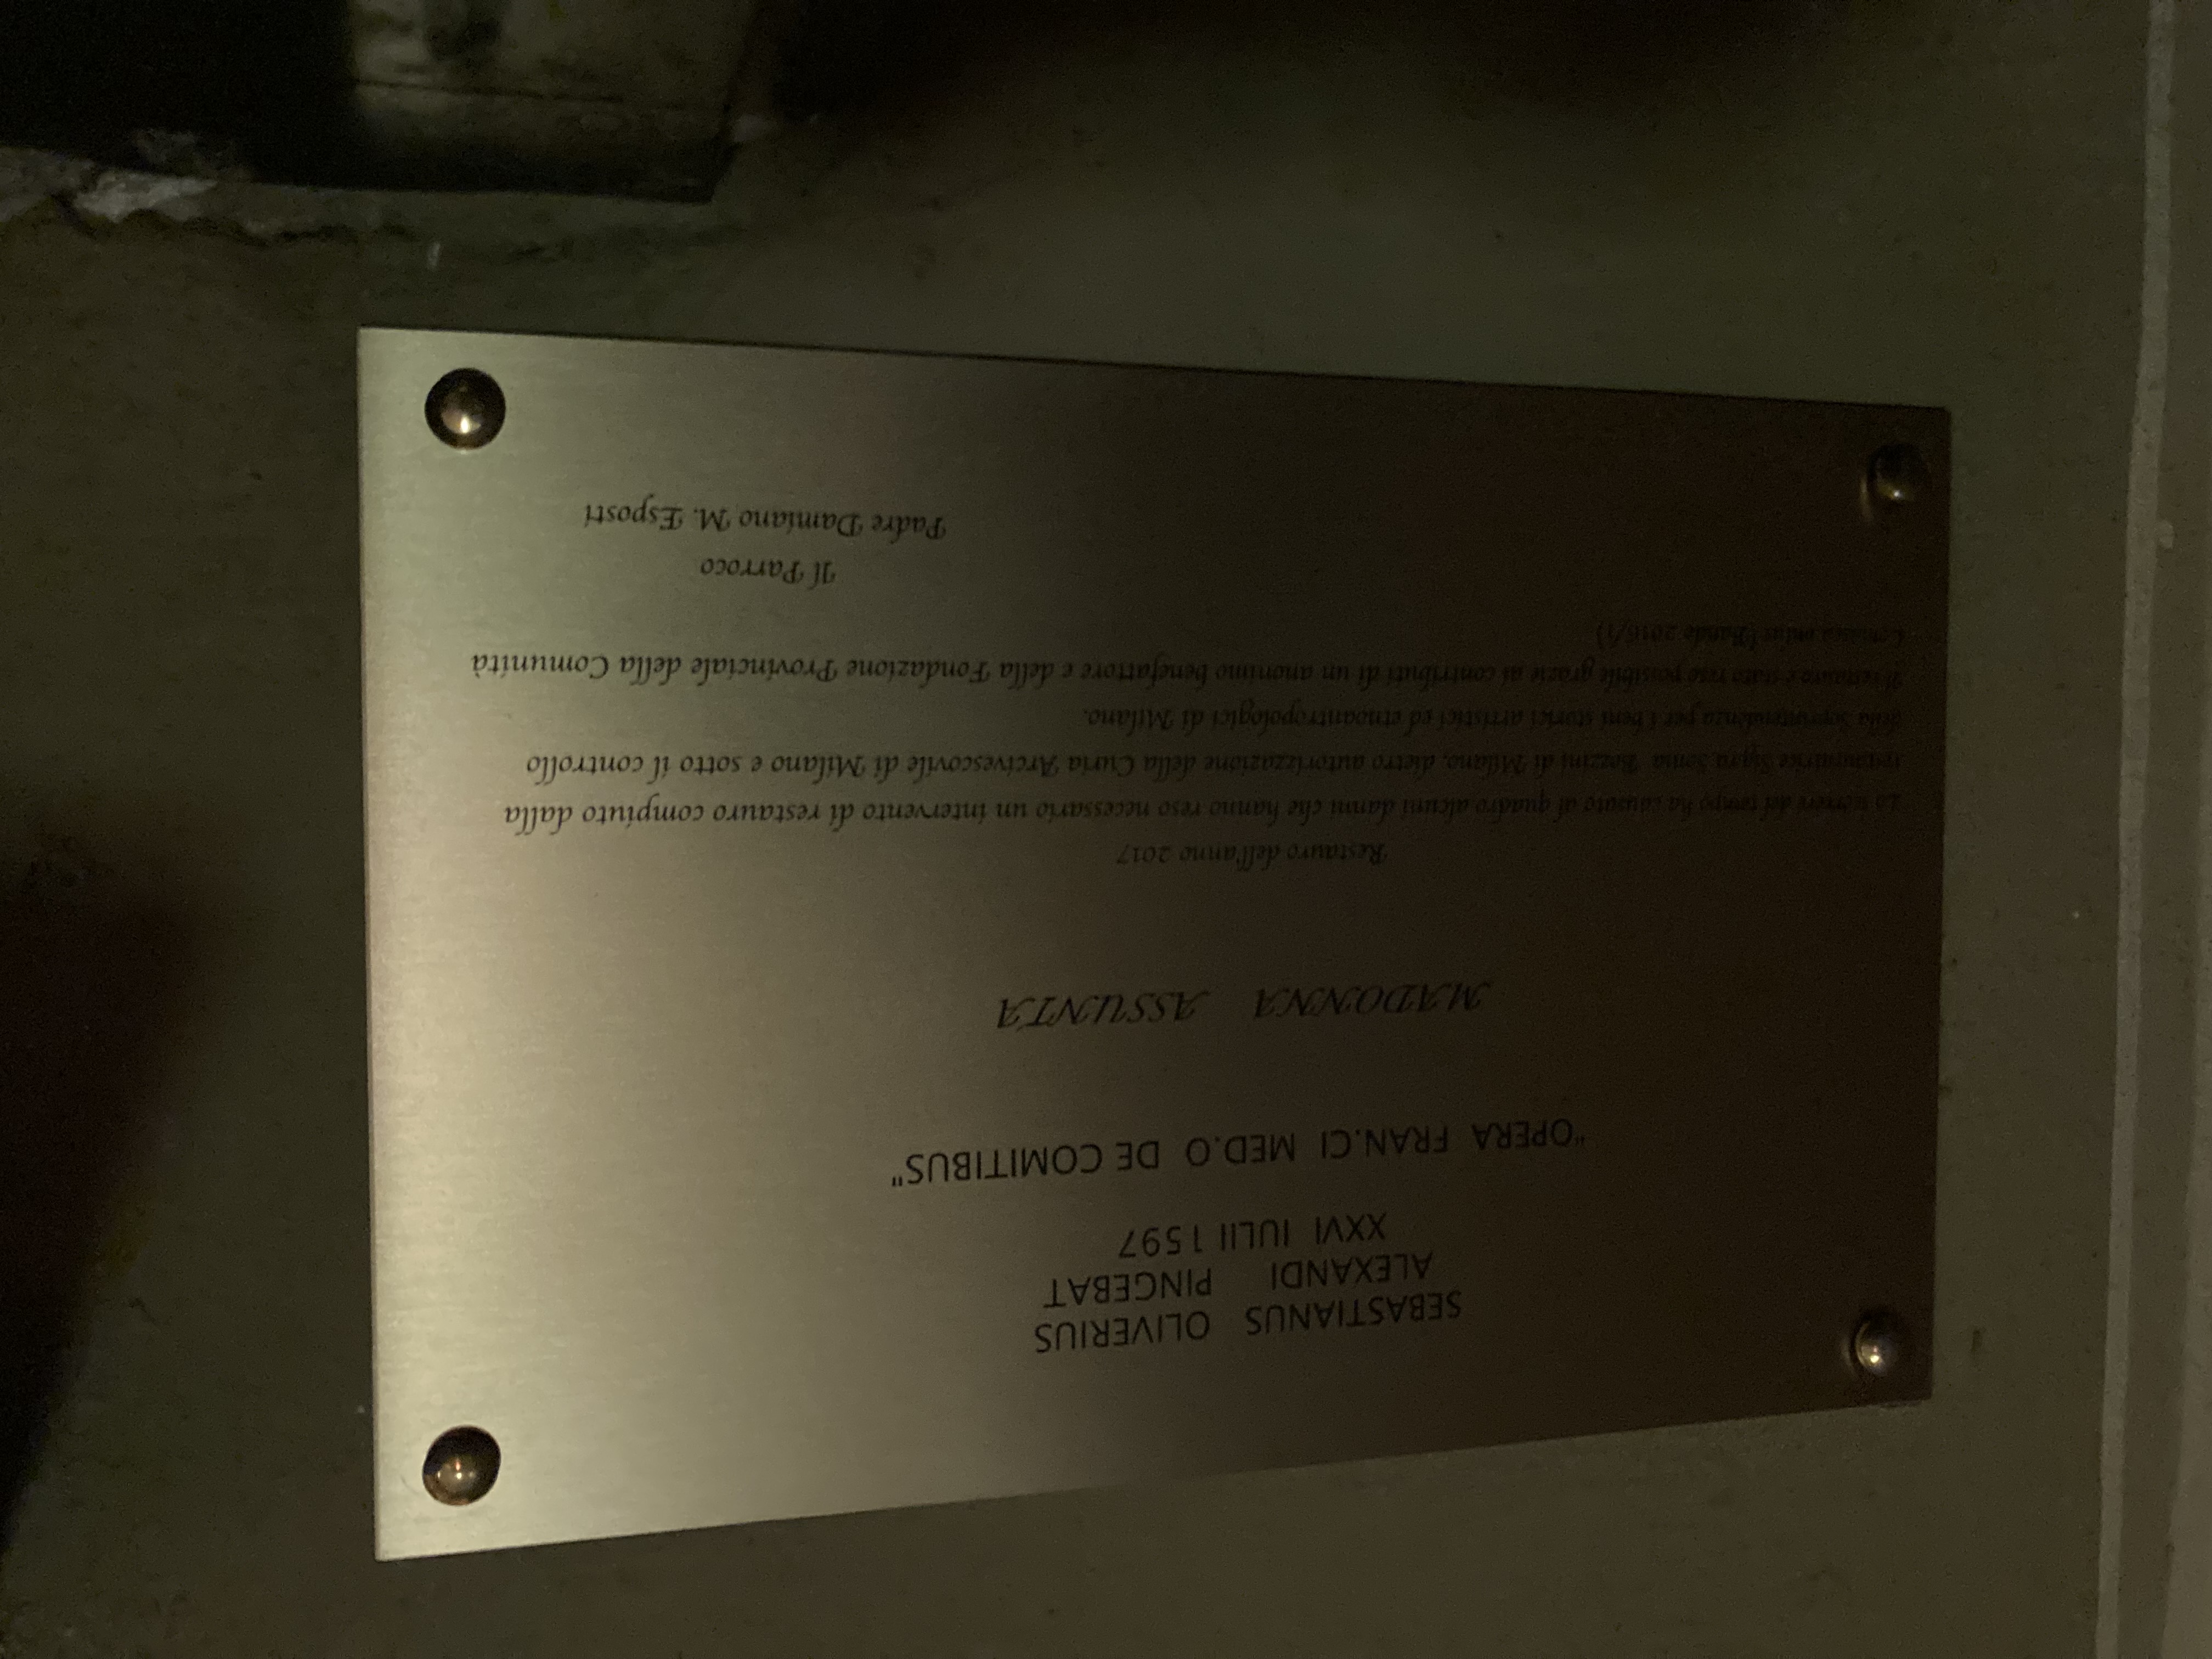 SEBASTIANUS OLIVERIUS
ALEXANDI PINGEBAT
XXVI IULII 1597
"OPERA FRAN.CI MED.O DE COMITIBUS"
MADONNA ASSUNTA
Restauro dell'anno 2017
Lo scorrere del tempo ha causato al quadro alcuni danni che hanno reso necessario un intervento di restauro compiuto dalla
restauratrice Sig.ra Sonia Bozzini di Milano, dietro autorizzazione della Curia Arcivescovile di Milano e sotto il controllo
della Soprintendenza per i beni storici artistici ed etnoantropologici di Milano.
Il restauro è stato reso possibile grazie ai contributi di un anonimo benefattore e della Fondazione Provinciale della Comunità
Comasca onlus (Bando 2016/1)
Il Parroco
Padre Damiano M. Esposti